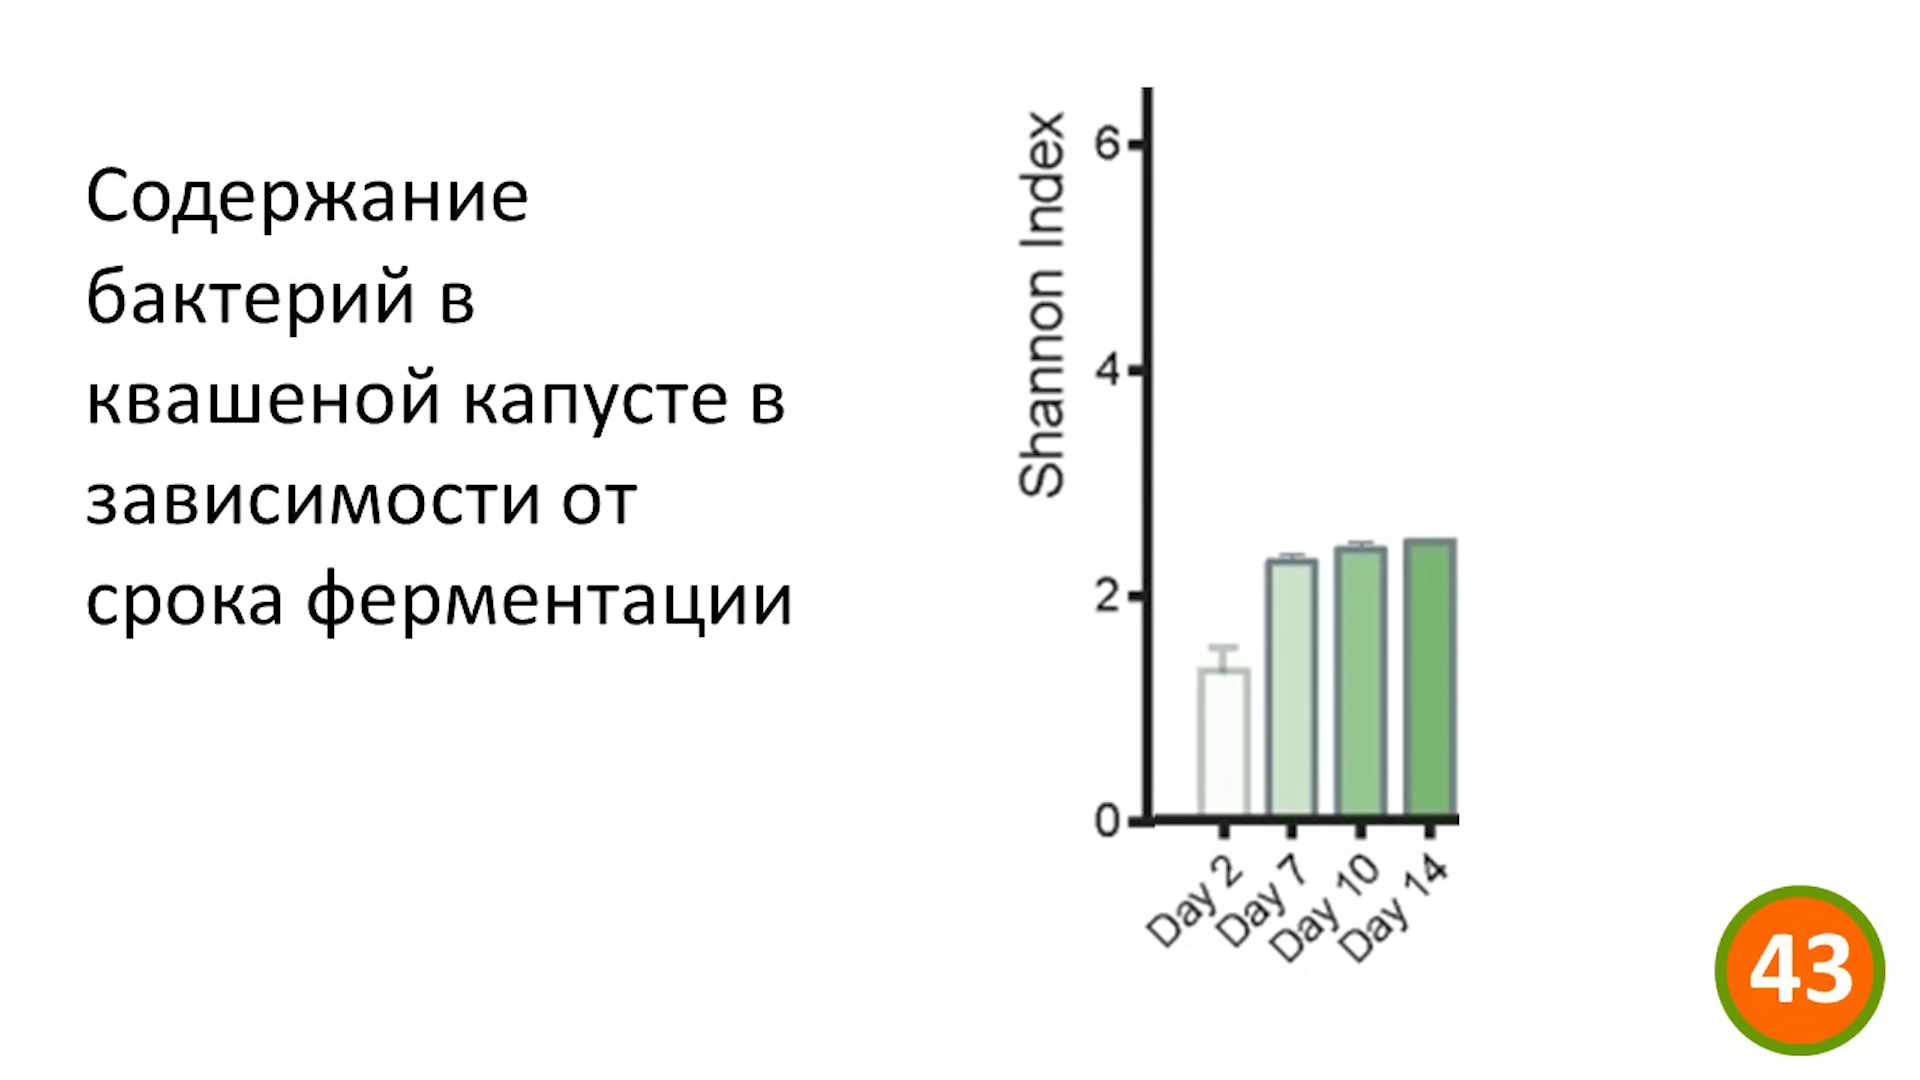 Содержание
бактерий в
квашеной капусте в
зависимости от
срока ферментации
Shannon Index
6
4
2
0
Day 2
Day 7
Day 10
Day 14
43